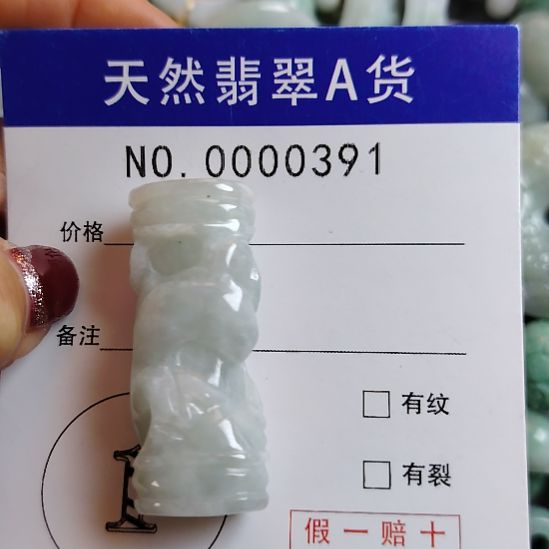 天然翡翠A货
NO.0000391
价格
备注
有纹
有裂
假一赔十